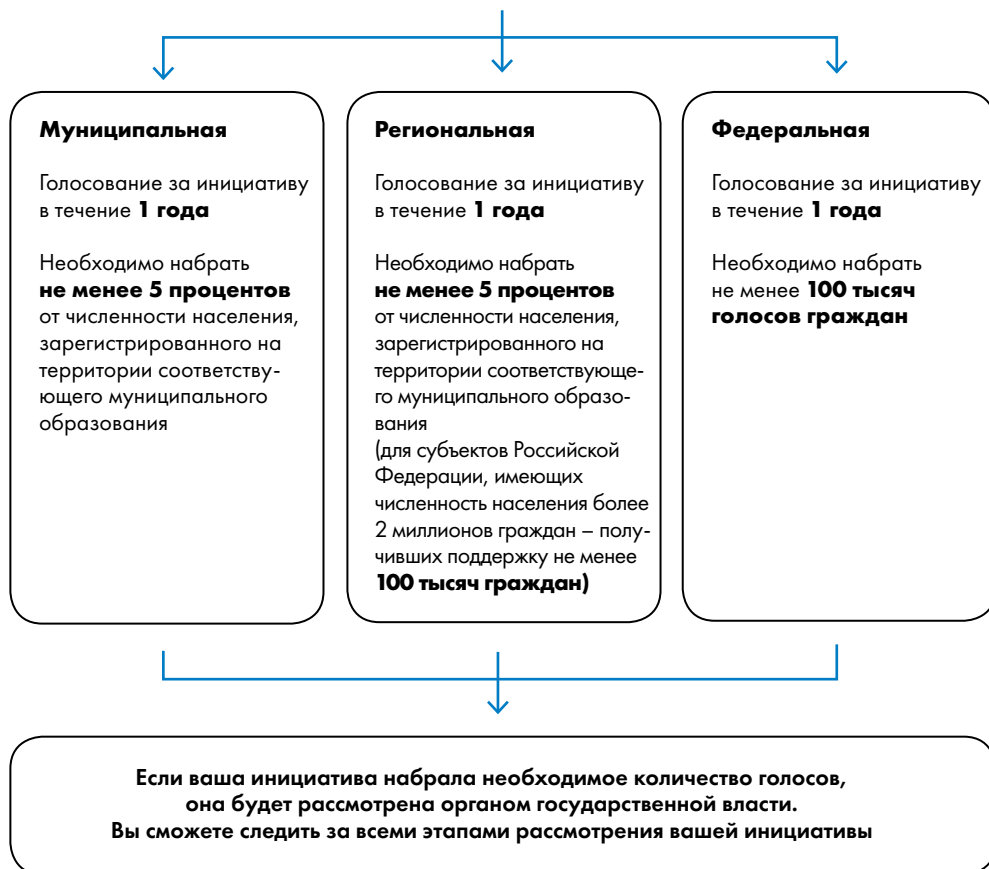 Муниципальная
Голосование за инициативу
в течение 1 года
Необходимо набрать
не менее 5 процентов
от численности населения,
зарегистрированного на
территории соответству-
ющего муниципального
образования
Региональная
Голосование за инициативу
в течение 1 года
Необходимо набрать
не менее 5 процентов
от численности населения,
зарегистрированного на
территории соответствующе-
го муниципального образо-
вания
(для субъектов Российской
Федерации, имеющих
численность населения более
2 миллионов граждан – полу-
чивших поддержку не менее
100 тысяч граждан)
Федеральная
Голосование за инициативу
в течение 1 года
Необходимо набрать
не менее 100 тысяч
голосов граждан
Если ваша инициатива набрала необходимое количество голосов,
она будет рассмотрена органом государственной власти.
Вы сможете следить за всеми этапами рассмотрения вашей инициативы